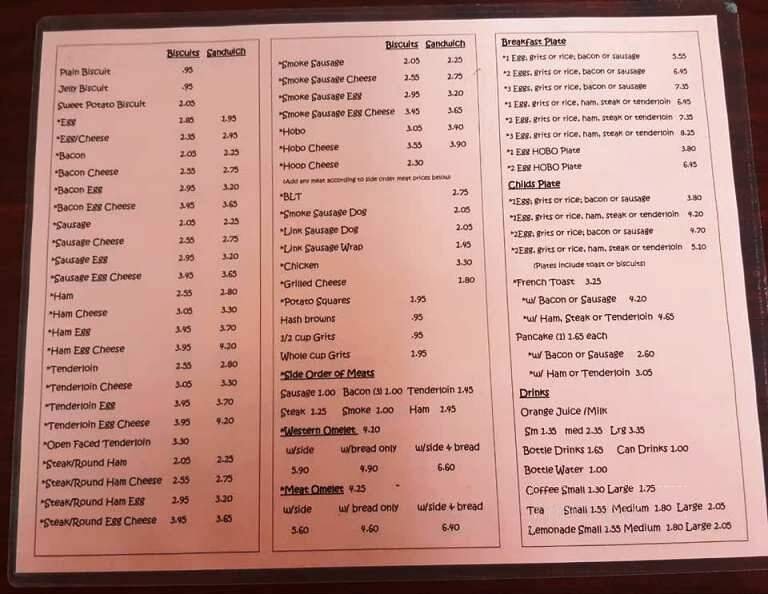 Biscuits Sandwich
Plain Biscuit .95
Jelly Biscuit .95
Sweet Potato Biscuit 2.05
*Egg 1.85 1.95
*Egg/Cheese 2.35 2.45
*Bacon 2.05 2.25
*Bacon Cheese 2.55 2.75
*Bacon Egg 2.95 3.20
*Bacon Egg Cheese 3.45 3.65
*Sausage 2.05 2.25
*Sausage Cheese 2.55 2.75
*Sausage Egg 2.95 3.20
*Sausage Egg Cheese 3.45 3.65
*Ham 2.55 2.80
*Ham Cheese 3.05 3.30
*Ham Egg 3.45 3.70
*Ham Egg Cheese 3.95 4.20
*Tenderloin 2.55 2.80
*Tenderloin Cheese 3.05 3.30
*Tenderloin Egg 3.45 3.70
*Tenderloin Egg Cheese 3.95 4.20
*Open Faced Tenderloin 3.30
*Steak/Round Ham 2.05 2.25
*Steak/Round Ham Cheese 2.55 2.75
*Steak/Round Ham Egg 2.95 3.20
*Steak/Round Egg Cheese 3.45 3.65
Biscuits Sandwich
*Smoke Sausage 2.05 2.25
*Smoke Sausage Cheese 2.55 2.75
*Smoke Sausage Egg 2.95 3.20
*Smoke Sausage Egg Cheese 3.45 3.65
*Hobo 3.05 3.40
*Hobo Cheese 3.55 3.90
*Hoop Cheese 2.30
(Add any meat according to side order meat prices below)
*BLT 2.75
*Smoke Sausage Dog 2.05
*Link Sausage Dog 2.05
*Link Sausage Wrap 1.45
*Chicken 3.30
*Grilled Cheese 1.80
*Potato Squares 1.95
Hash browns .95
1/2 Cup Grits .95
Whole Cup Grits 1.95
*Side Order of Meats
Sausage 1.00 Bacon (3) 1.00 Tenderloin 1.45
Steak 1.25 Smoke 1.00 Ham 1.45
*Western Omelet 4.10
w/side w/bread only w/side & bread
5.90 4.90 6.60
*Meat Omelet 4.25
w/side w/ bread only w/side & bread
5.60 4.60 6.40
Breakfast Plate
*1 Egg, grits or rice, bacon or sausage 5.55
*2 Eggs, grits or rice, bacon or sausage 6.45
*3 Eggs, grits or rice, bacon or sausage 7.35
*1 Egg, grits or rice, ham, steak or tenderloin 6.45
*2 Egg, grits or rice, ham, steak or tenderloin 7.35
*3 Egg, grits or rice, ham, steak or tenderloin 8.25
*2 Egg HOBO Plate 3.80
*2 Egg HOBO Plate 6.45
Childs Plate
*1Egg, grits or rice; bacon or sausage 3.80
*1Egg, grits or rice, ham, steak or tenderloin 4.20
*2Egg, grits or rice; bacon or sausage 4.70
*2Egg, grits or rice, ham, steak or tenderloin 5.10
(Plates include toast or biscuits)
*French Toast 3.25
*w/ Bacon or Sausage 4.20
*w/ Ham, Steak or Tenderloin 4.65
Pancake (1) 1.65 each
*w/ Bacon or Sausage 2.60
*w/ Ham or Tenderloin 3.05
Drinks
Orange Juice /Milk
Sm 1.35 med 2.35 Lrg 3.35
Bottle Drinks 1.65 Can Drinks 1.00
Bottle Water 1.00
Coffee Small 1.30 Large 1.75
Tea Small 1.55 Medium 1.80 Large 2.05
Lemonade Small 1.55 Medium 1.80 Large 2.05